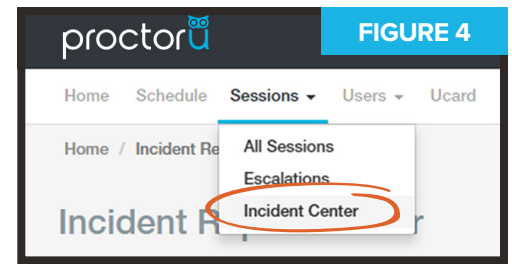 proctorU FIGURE 4
Home Schedule Sessions Users Ucard
Home / Incident Re
All Sessions
Escalations
Incident Center
Incident R r